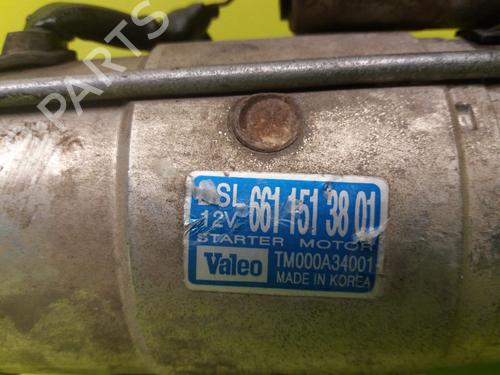 SL 661 151 38 01
12V
STARTER MOTOR
Valeo TM000A34001
MADE IN KOREA
PARTS